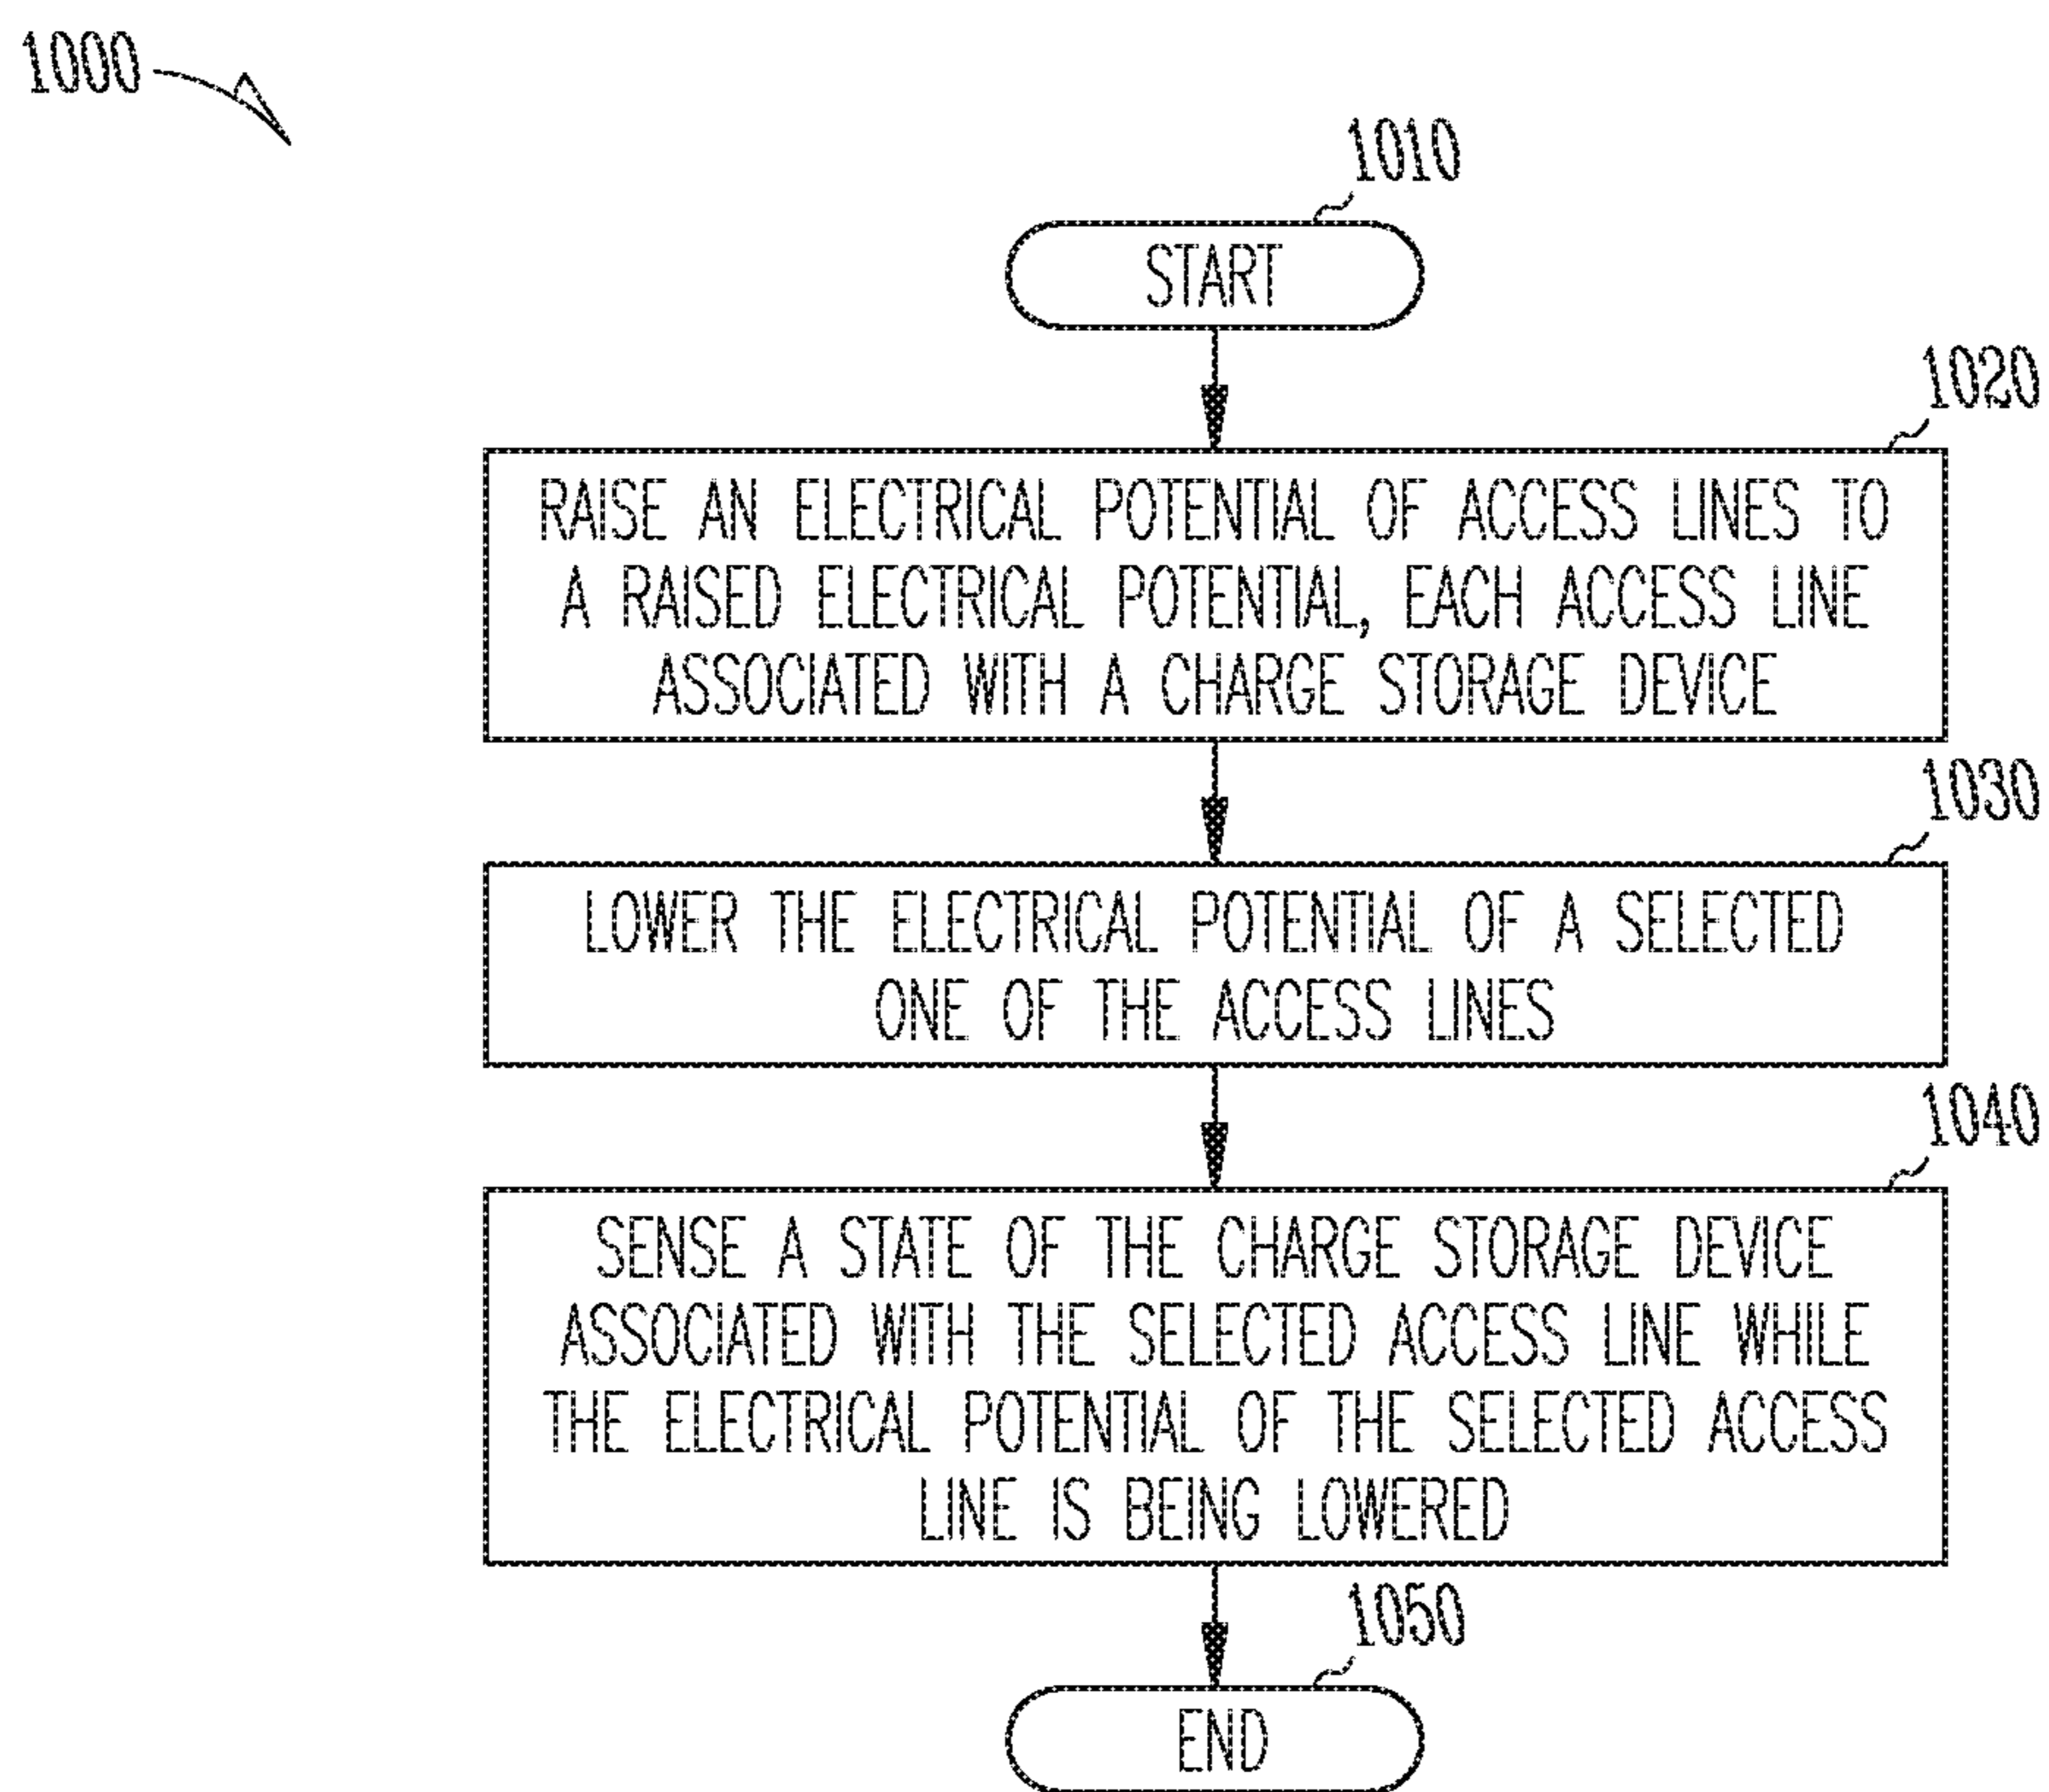 1000
1010
START
1020
RAISE AN ELECTRICAL POTENTIAL OF ACCESS LINES TO
A RAISED ELECTRICAL POTENTIAL, EACH ACCESS LINE
ASSOCIATED WITH A CHARGE STORAGE DEVICE
1030
LOWER THE ELECTRICAL POTENTIAL OF A SELECTED
ONE OF THE ACCESS LINES
1040
SENSE A STATE OF THE CHARGE STORAGE DEVICE
ASSOCIATED WITH THE SELECTED ACCESS LINE WHILE
THE ELECTRICAL POTENTIAL OF THE SELECTED ACCESS
LINE IS BEING LOWERED
1050
END